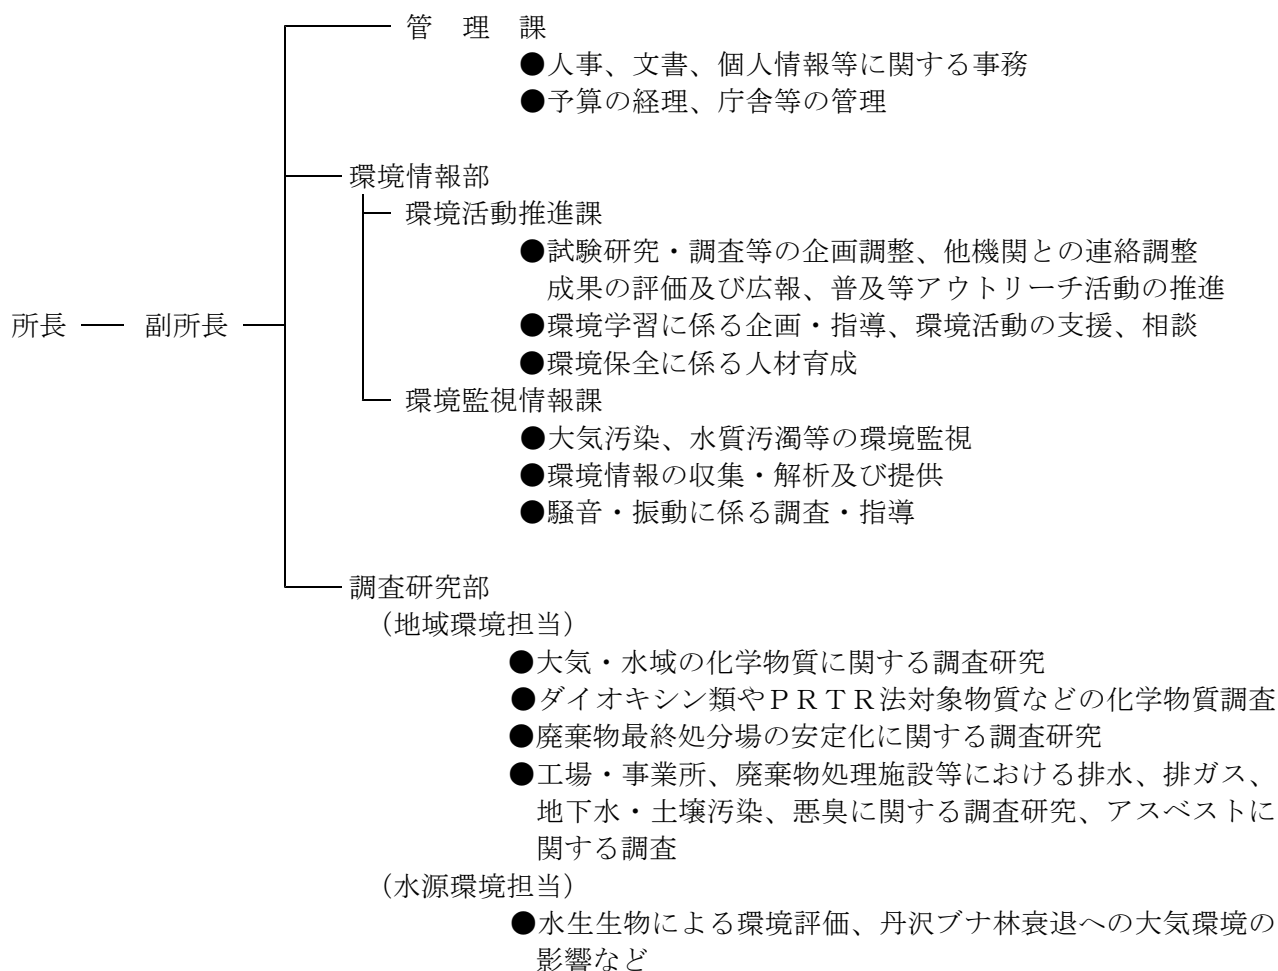 管　理　課
●人事、文書、個人情報等に関する事務
●予算の経理、庁舎等の管理
環境情報部
環境活動推進課
●試験研究・調査等の企画調整、他機関との連絡調整
成果の評価及び広報、普及等アウトリーチ活動の推進
所長 副所長
●環境学習に係る企画・指導、環境活動の支援、相談
●環境保全に係る人材育成
環境監視情報課
●大気汚染、水質汚濁等の環境監視
●環境情報の収集・解析及び提供
●騒音・振動に係る調査・指導
調査研究部
（地域環境担当）
●大気・水域の化学物質に関する調査研究
●ダイオキシン類やＰＲＴＲ法対象物質などの化学物質調査
●廃棄物最終処分場の安定化に関する調査研究
●工場・事業所、廃棄物処理施設等における排水、排ガス、
地下水・土壌汚染、悪臭に関する調査研究、アスベストに
関する調査
（水源環境担当）
●水生生物による環境評価、丹沢ブナ林衰退への大気環境の
影響など